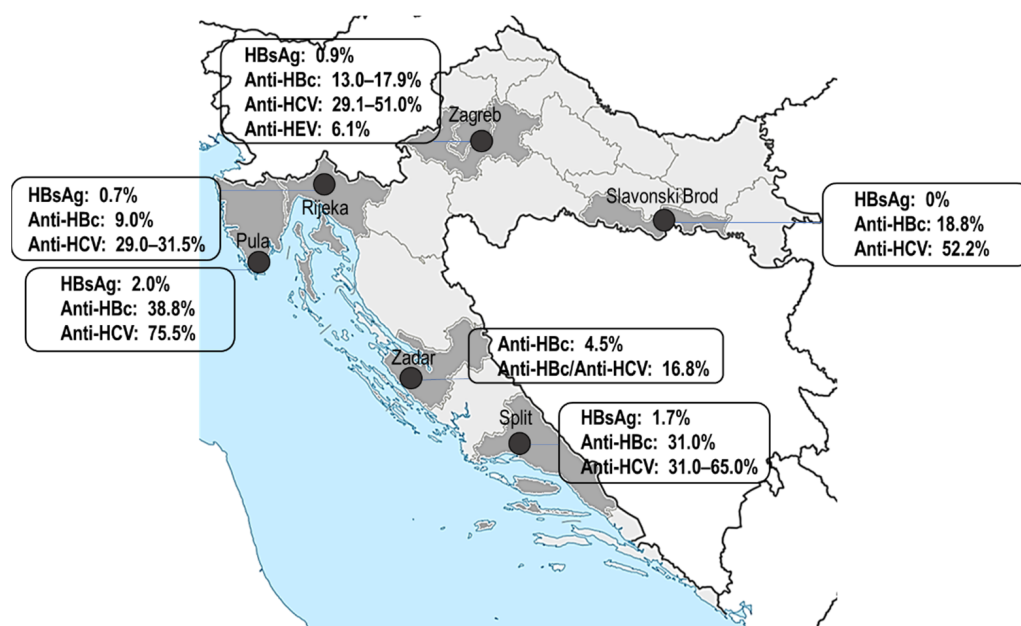 HBsAg: 0.9%
Anti-HBc: 13.0–17.9%
Anti-HCV: 29.1–51.0%
Anti-HEV: 6.1%
Zagreb
HBsAg: 0.7%
Anti-HBc: 9.0%
Anti-HCV: 29.0–31.5%
Rijeka
Slavonski Brod
HBsAg: 0%
Anti-HBc: 18.8%
Anti-HCV: 52.2%
Pula
HBsAg: 2.0%
Anti-HBc: 38.8%
Anti-HCV: 75.5%
Zadar
Anti-HBc: 4.5%
Anti-HBc/Anti-HCV: 16.8%
Split
HBsAg: 1.7%
Anti-HBc: 31.0%
Anti-HCV: 31.0–65.0%